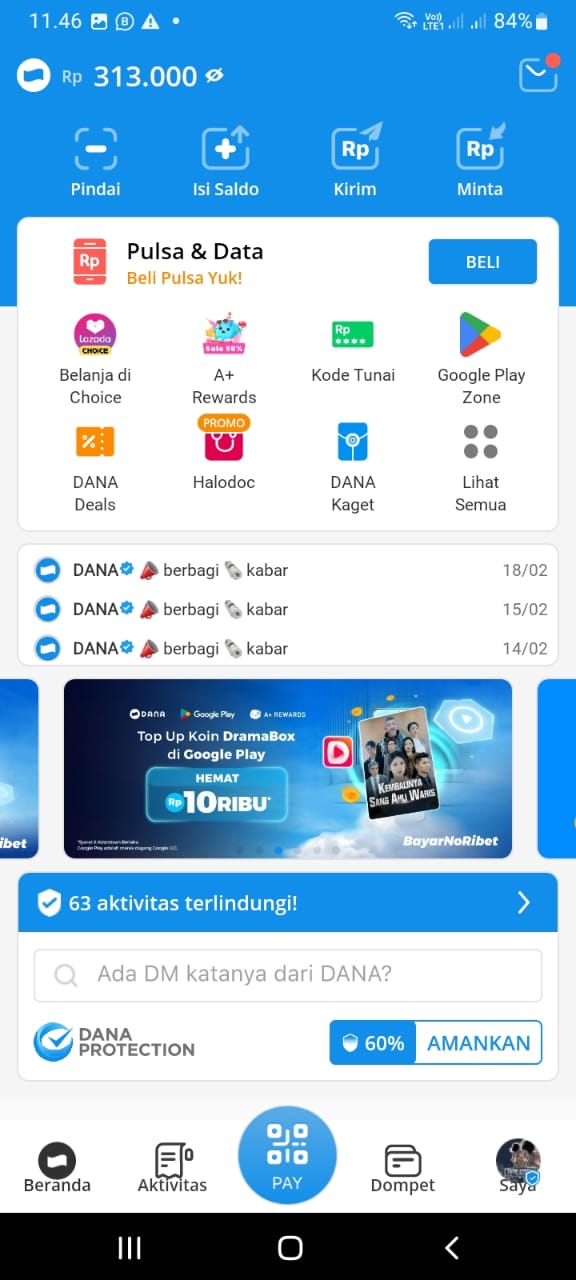 11.46
Vo)) LTE1
84%
Rp 313.000
Rp
Rp
Pindai
Isi Saldo
Kirim
Minta
Rp
Pulsa & Data
Beli Pulsa Yuk!
BELI
Lazada
CHOICE
Sale 90%
Rp
****
Belanja di
Choice
A+
Rewards
Kode Tunai
Google Play
Zone
PROMO
DANA
Deals
Halodoc
DANA
Kaget
Lihat
Semua
DANA berbagi kabar 18/02
DANA berbagi kabar 15/02
DANA berbagi kabar 14/02
DANA Google Play A+ REWARDS
Top Up Koin DramaBox
di Google Play
HEMAT
Rp 10RIBU*
KEMBALINYA
SANG AHLI WARIS
*Syarat & Ketentuan Berlaku
Google Play adalah merek dagang Google LLC.
ibet
BayarNoRibet
63 aktivitas terlindungi!
Ada DM katanya dari DANA?
DANA
PROTECTION
60%
AMANKAN
PAY
Beranda
Aktivitas
Dompet
Saya